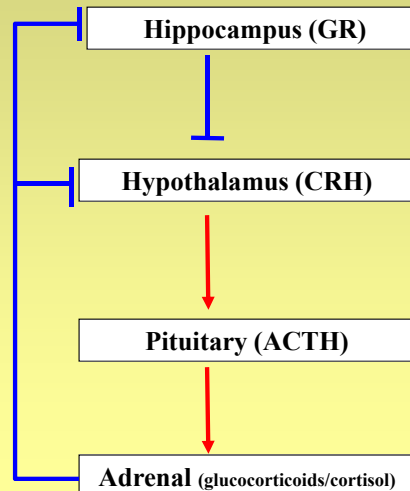 Hippocampus (GR)
Hypothalamus (CRH)
Pituitary (ACTH)
Adrenal (glucocorticoids/cortisol)